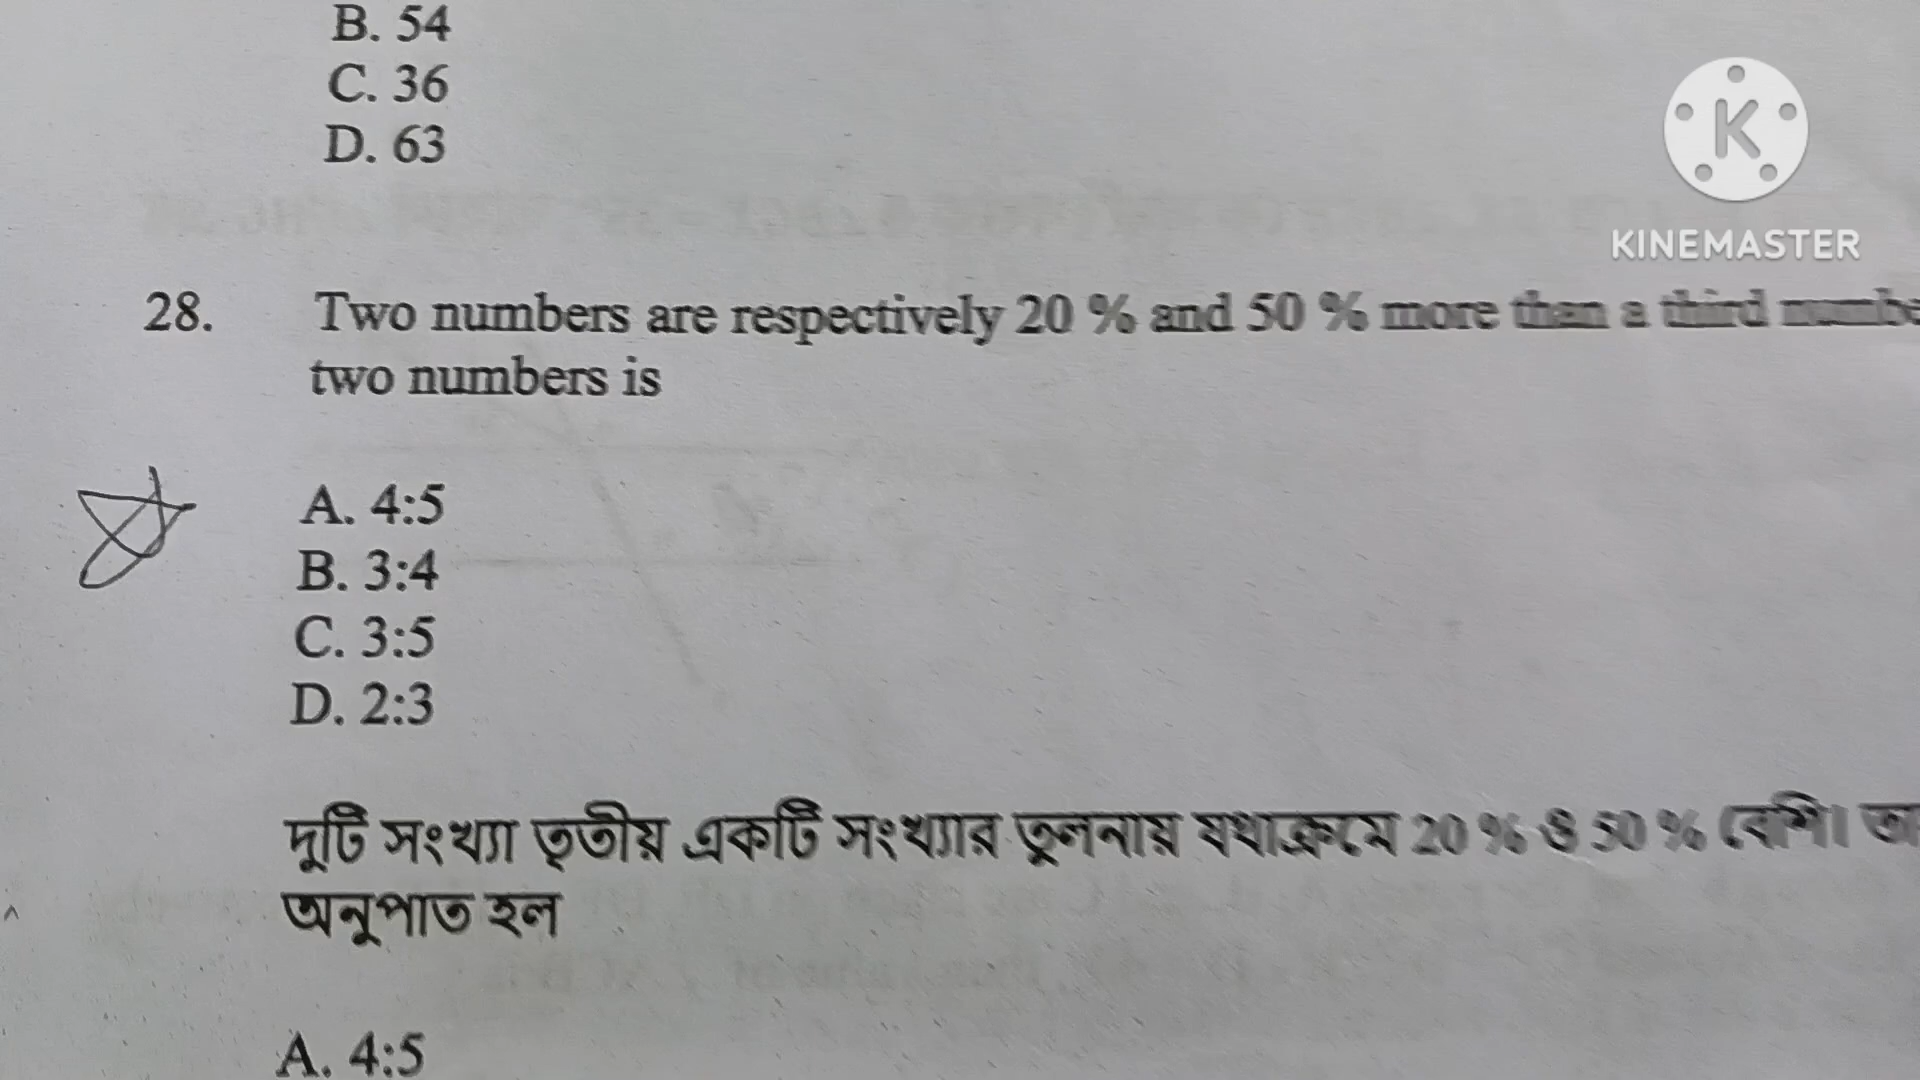 B. 54
C. 36
D. 63
K
KINEMASTER
28. Two numbers are respectively 20 % and 50 % more than a third
two numbers is
A. 4:5
B. 3:4
C. 3:5
D. 2:3
দুটি সংখ্যা তৃতীয় একটি সংখ্যার তুলনায় যথাক্রমে 20 % ও 50 % বেশি।
অনুপাত হল
A. 4:5